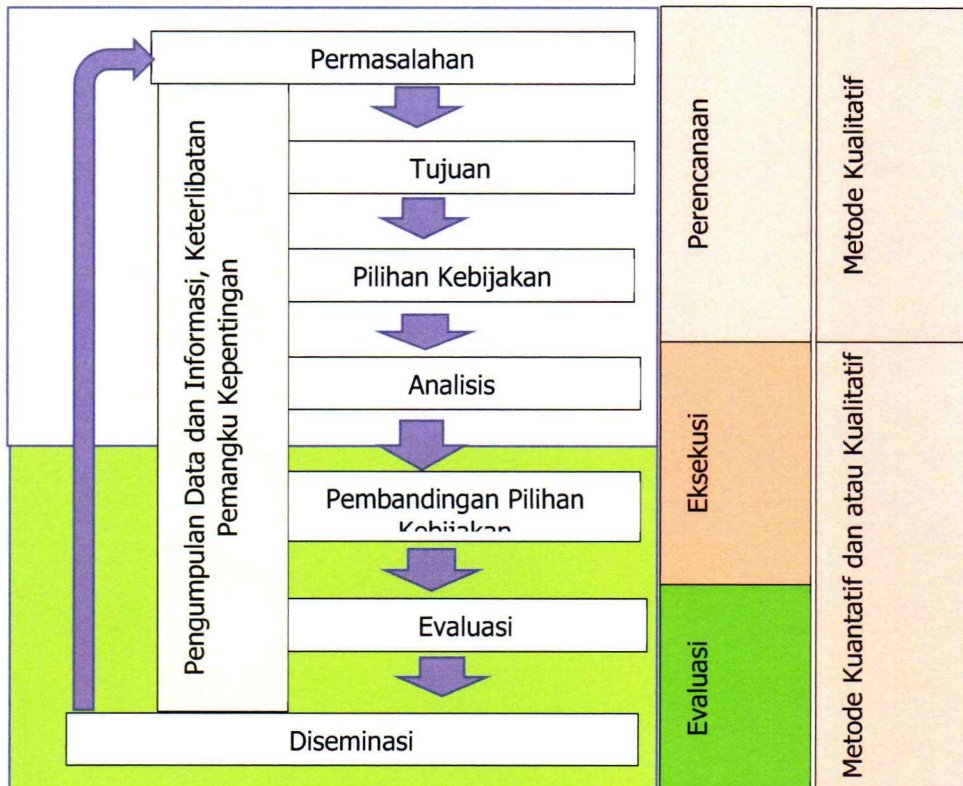 Permasalahan
Tujuan
Pilihan Kebijakan
Analisis
Pembandingan Pilihan
Kebijakan
Evaluasi
Diseminasi
Pengumpulan Data dan Informasi, Keterlibatan
Pemangku Kepentingan
Perencanaan
Eksekusi
Evaluasi
Metode Kualitatif
Metode Kuantatif dan atau Kualitatif